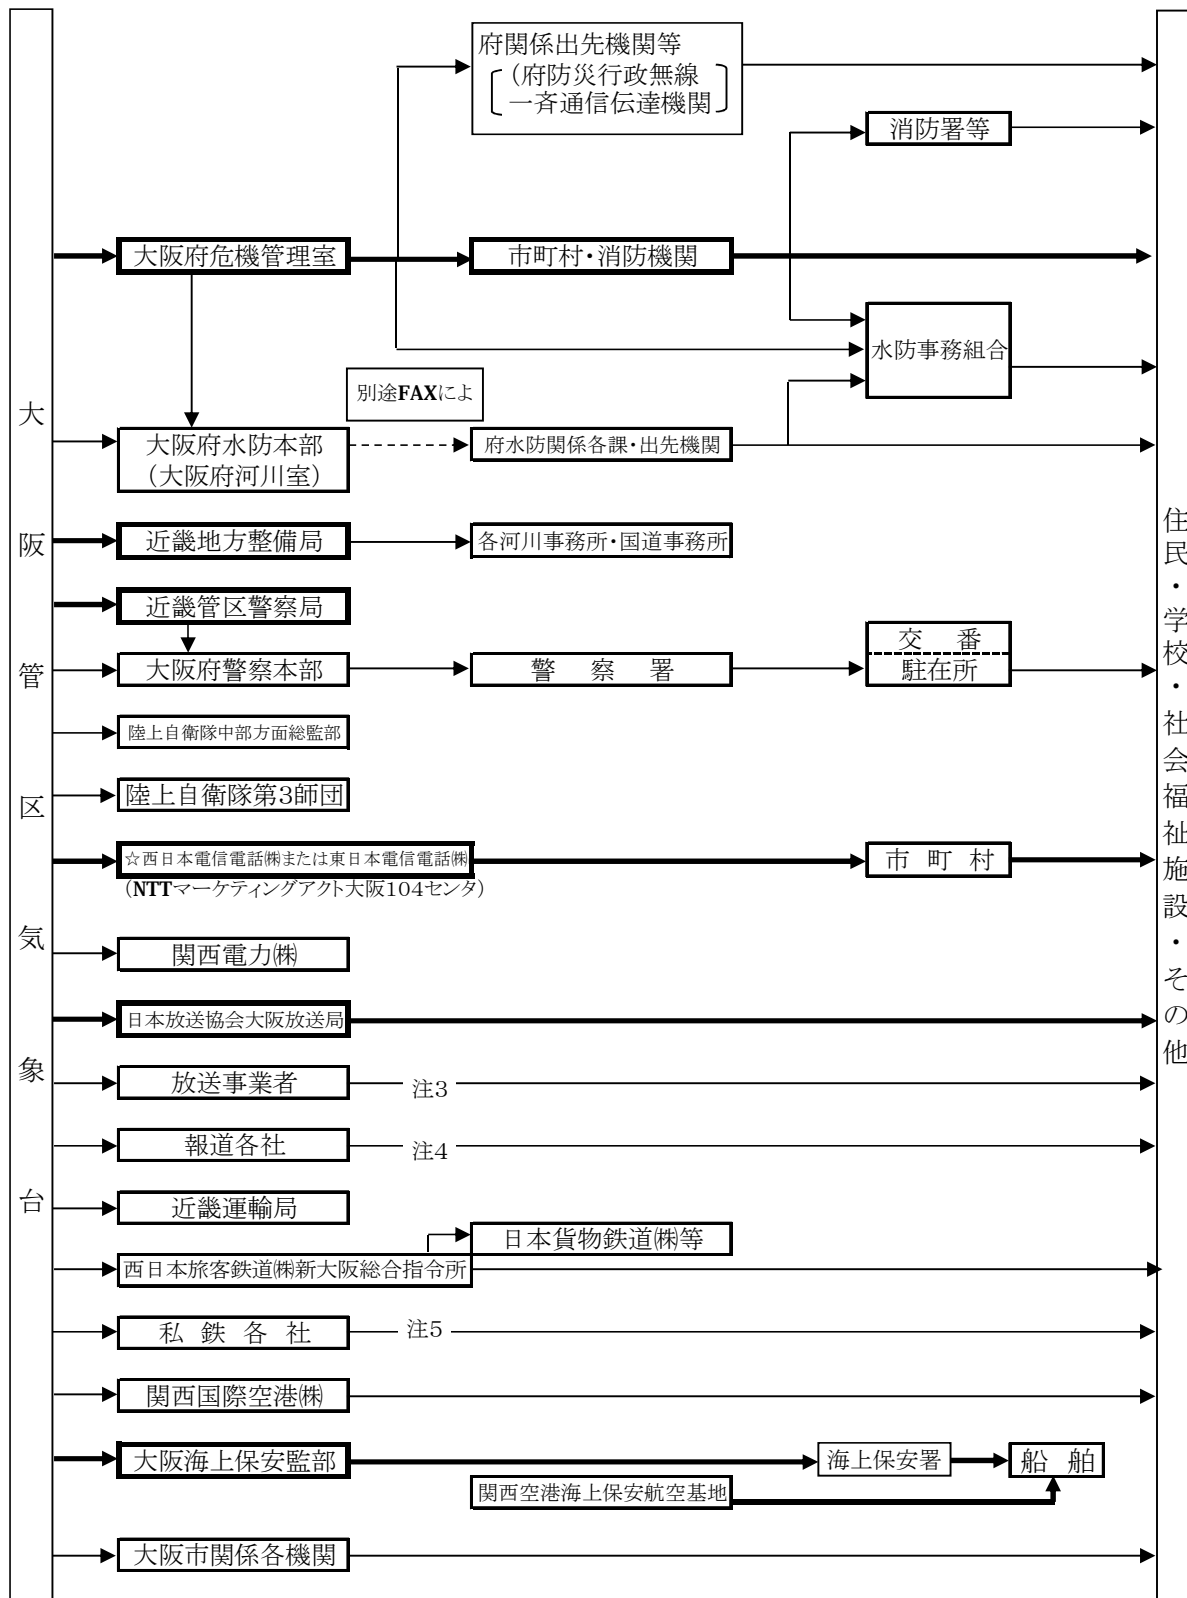 大阪管区気象台
府関係出先機関等
(府防災行政無線
一斉通信伝達機関
消防署等
大阪府危機管理室
市町村・消防機関
水防事務組合
別途FAXによ
大阪府水防本部
(大阪府河川室)
府水防関係各課・出先機関
近畿地方整備局
各河川事務所・国道事務所
近畿管区警察局
大阪府警察本部
警察署
交番
駐在所
陸上自衛隊中部方面総監部
陸上自衛隊第3師団
☆西日本電信電話㈱または東日本電信電話㈱
(NTTマーケティングアクト大阪104センタ)
市町村
関西電力㈱
日本放送協会大阪放送局
放送事業者
注3
報道各社
注4
近畿運輸局
日本貨物鉄道㈱等
西日本旅客鉄道㈱新大阪総合指令所
私鉄各社
注5
関西国際空港㈱
大阪海上保安監部
海上保安署
船舶
関西空港海上保安航空基地
大阪市関係各機関
住民・学校・社会福祉施設・その他